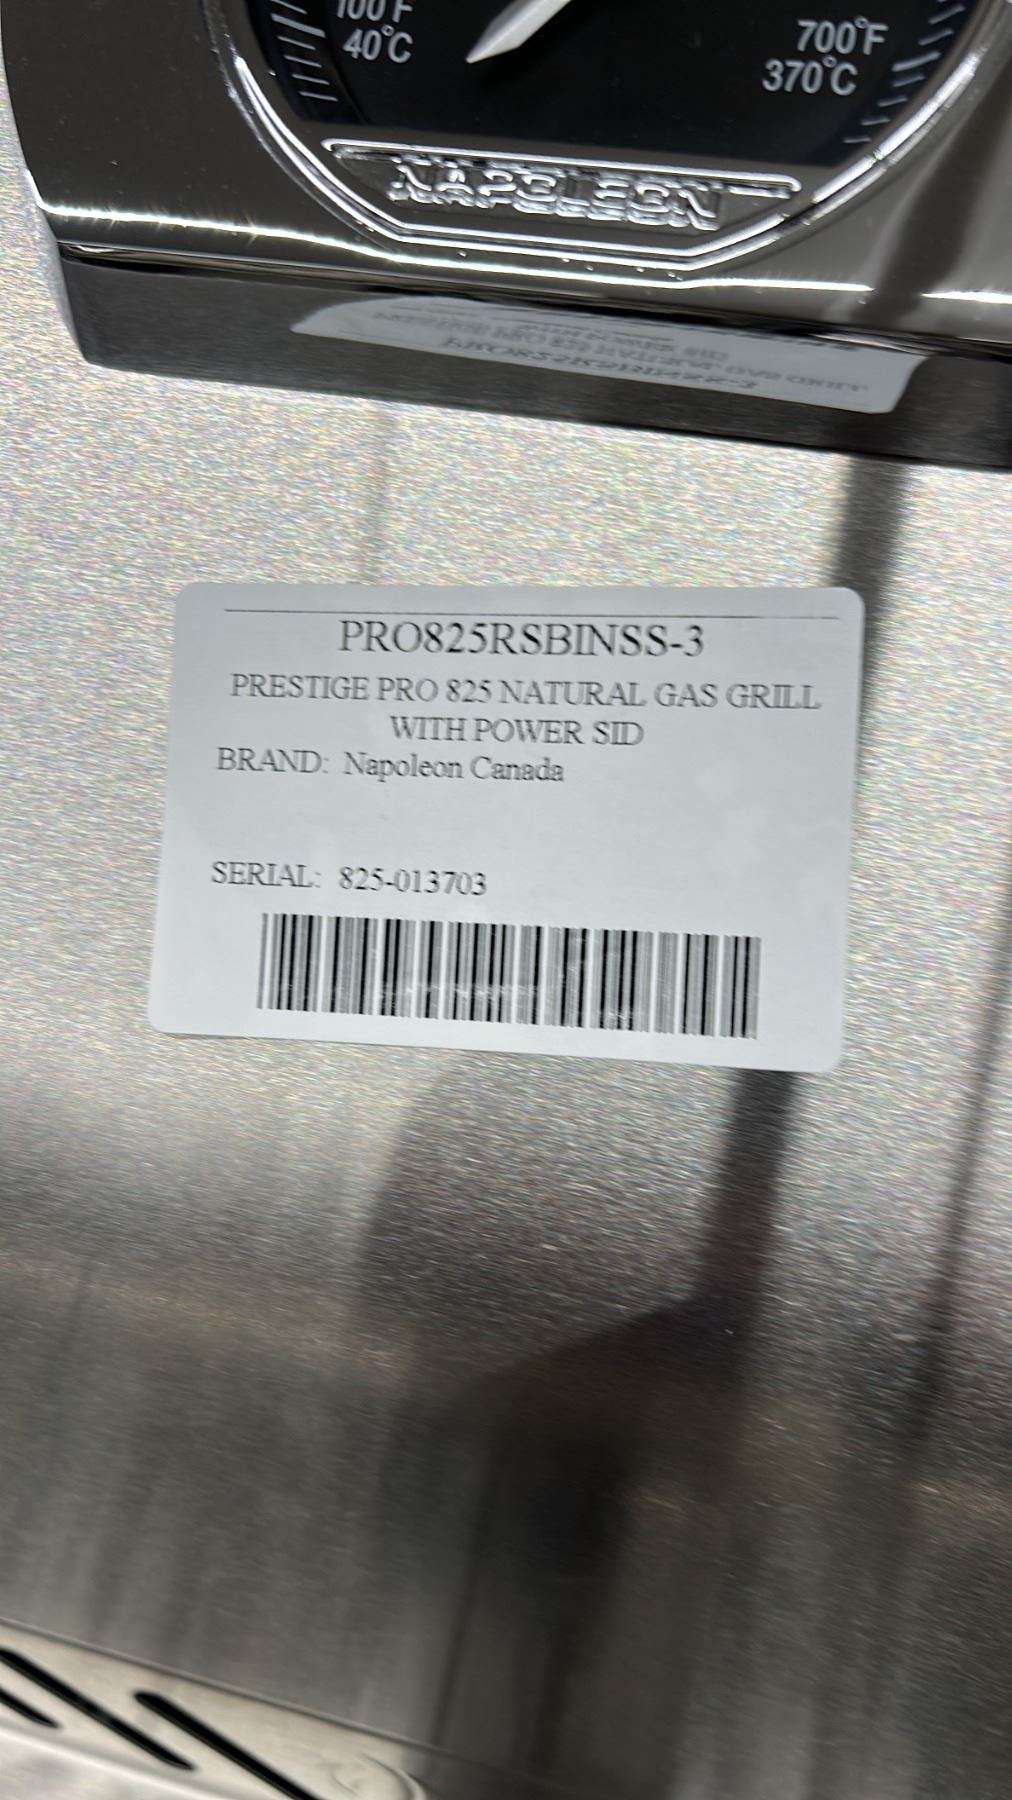 100°F
40°C
700°F
370°C
NAPOLEON
PRO825RSBINSS-3
PRESTIGE PRO 825 NATURAL GAS GRILL
WITH POWER SID
BRAND: Napoleon Canada
SERIAL: 825-013703